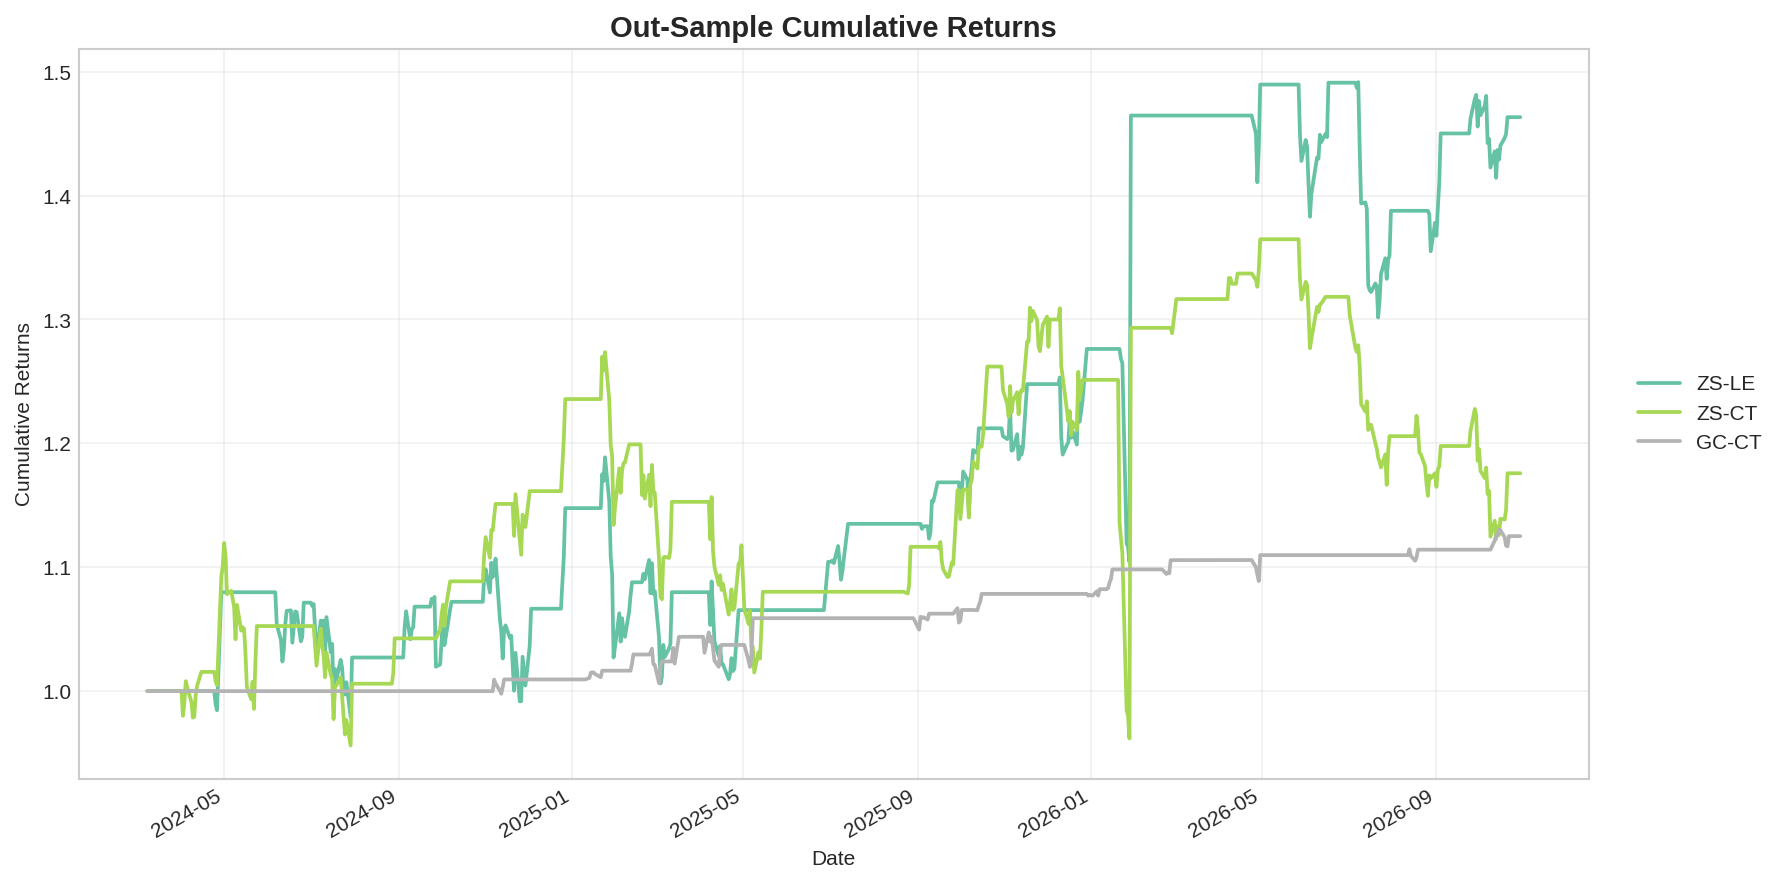 Out-Sample Cumulative Returns
Cumulative Returns
1.5
1.4
1.3
1.2
1.1
1.0
2024-05
2024-09
2025-01
2025-05
2025-09
2026-01
2026-05
2026-09
Date
ZS-LE
ZS-CT
GC-CT